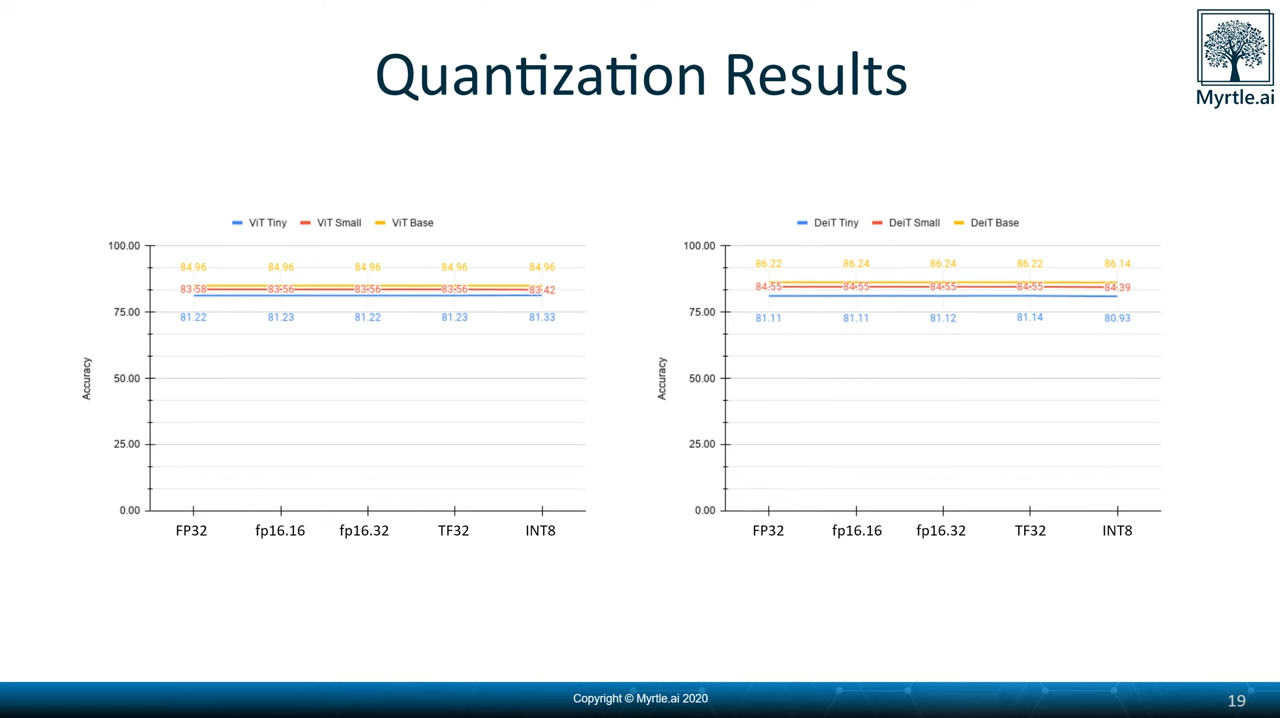 Quantization Results
Myrtle.ai
ViT Tiny ViT Small ViT Base
100.00
75.00
50.00
25.00
0.00
Accuracy
84.96 84.96 84.96 84.96 84.96
83.58 83.56 83.56 83.56 83.42
81.22 81.23 81.22 81.23 81.33
FP32 fp16.16 fp16.32 TF32 INT8
DeiT Tiny DeiT Small DeiT Base
100.00
75.00
50.00
25.00
0.00
Accuracy
86.22 86.24 86.24 86.22 86.14
84.55 84.55 84.55 84.55 84.39
81.11 81.11 81.12 81.14 80.93
FP32 fp16.16 fp16.32 TF32 INT8
Copyright © Myrtle.ai 2020
19